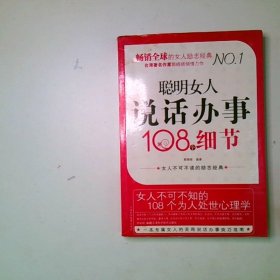 畅销全球的女人励志经典
NO.1
聪明女人
说话办事
108个细节
女人不可不读的励志经典
女人不可不知的
108个为人处世心理学